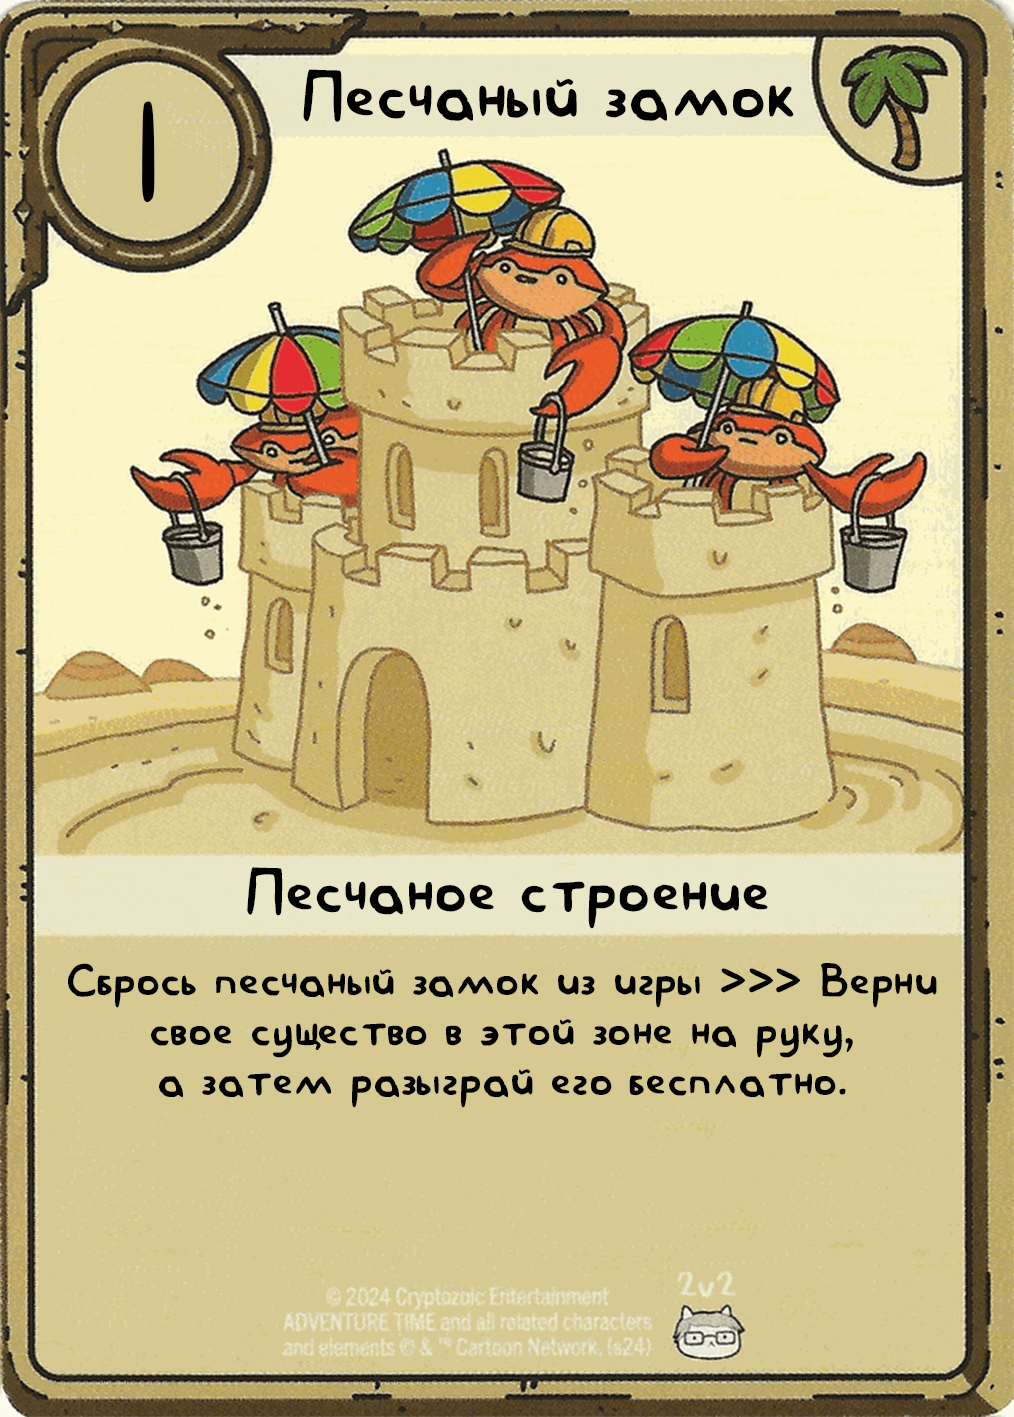 1
Песчаный замок
Песчаное строение
Сбрось песчаный замок из игры >>> Верни
свое существо в этой зоне на руку,
а затем разыграй его бесплатно.
2v2
© 2024 Cryptozoic Entertainment
ADVENTURE TIME and all related characters
and elements © & ™ Cartoon Network. (s24)